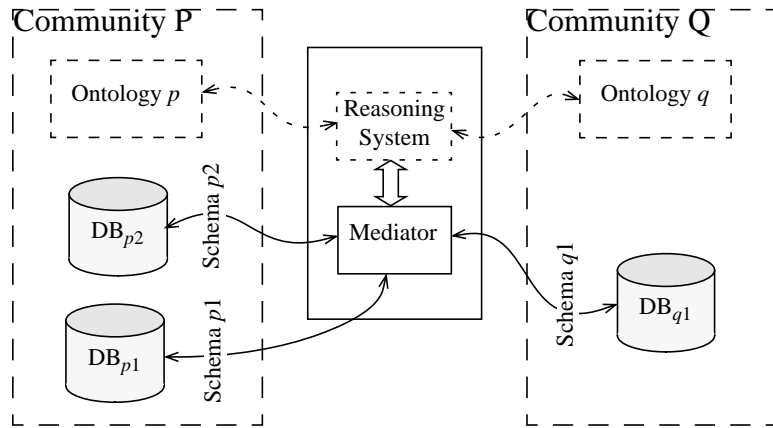 Community P
Community Q
Ontology p
Reasoning
System
Ontology q
DBp2
Schema p2
Mediator
Schema q1
DBq1
DBp1
Schema p1